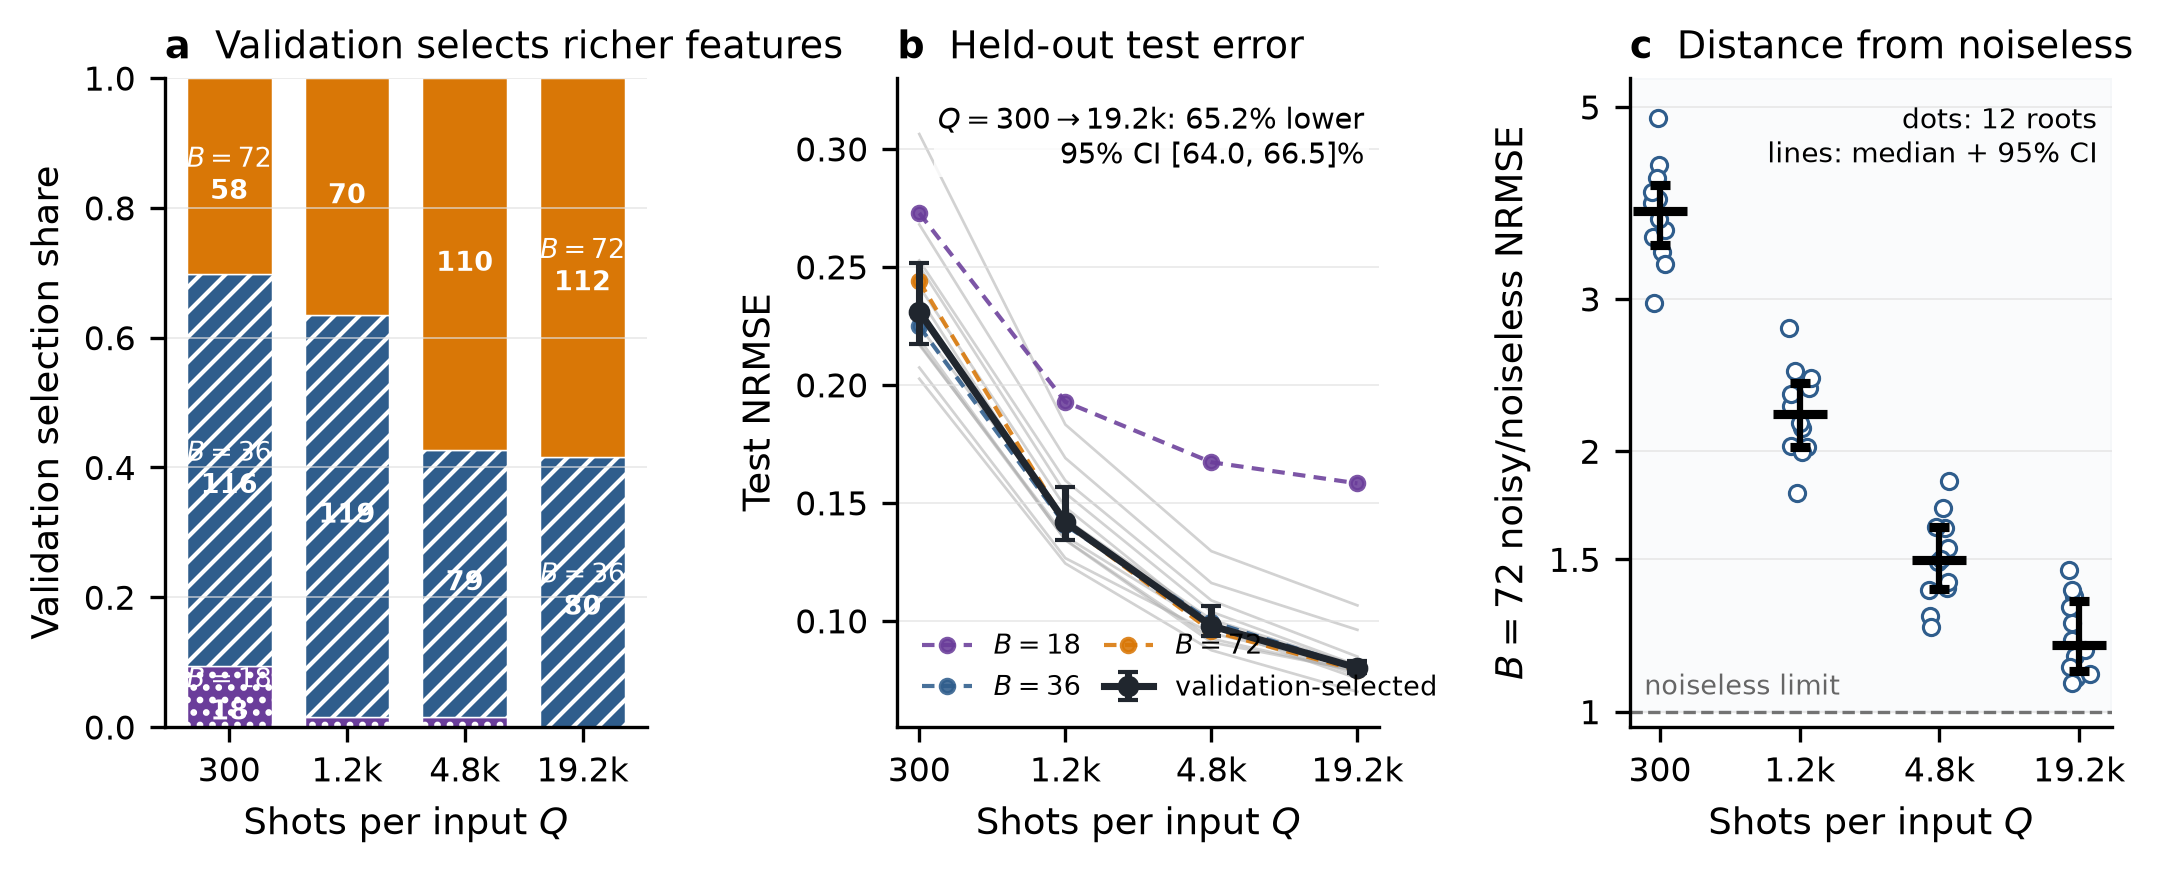 a Validation selects richer features
Validation selection share
1.0
0.8
0.6
0.4
0.2
0.0
B = 72
58
B = 36
116
B = 18
18
70
119
110
79
B = 72
112
B = 36
80
300 1.2k 4.8k 19.2k
Shots per input Q
b Held-out test error
Test NRMSE
0.30
0.25
0.20
0.15
0.10
Q = 300 → 19.2k: 65.2% lower
95% CI [64.0, 66.5]%
B = 18 B = 72
B = 36 validation-selected
300 1.2k 4.8k 19.2k
Shots per input Q
c Distance from noiseless
B = 72 noisy/noiseless NRMSE
5
3
2
1.5
1
dots: 12 roots
lines: median + 95% CI
noiseless limit
300 1.2k 4.8k 19.2k
Shots per input Q